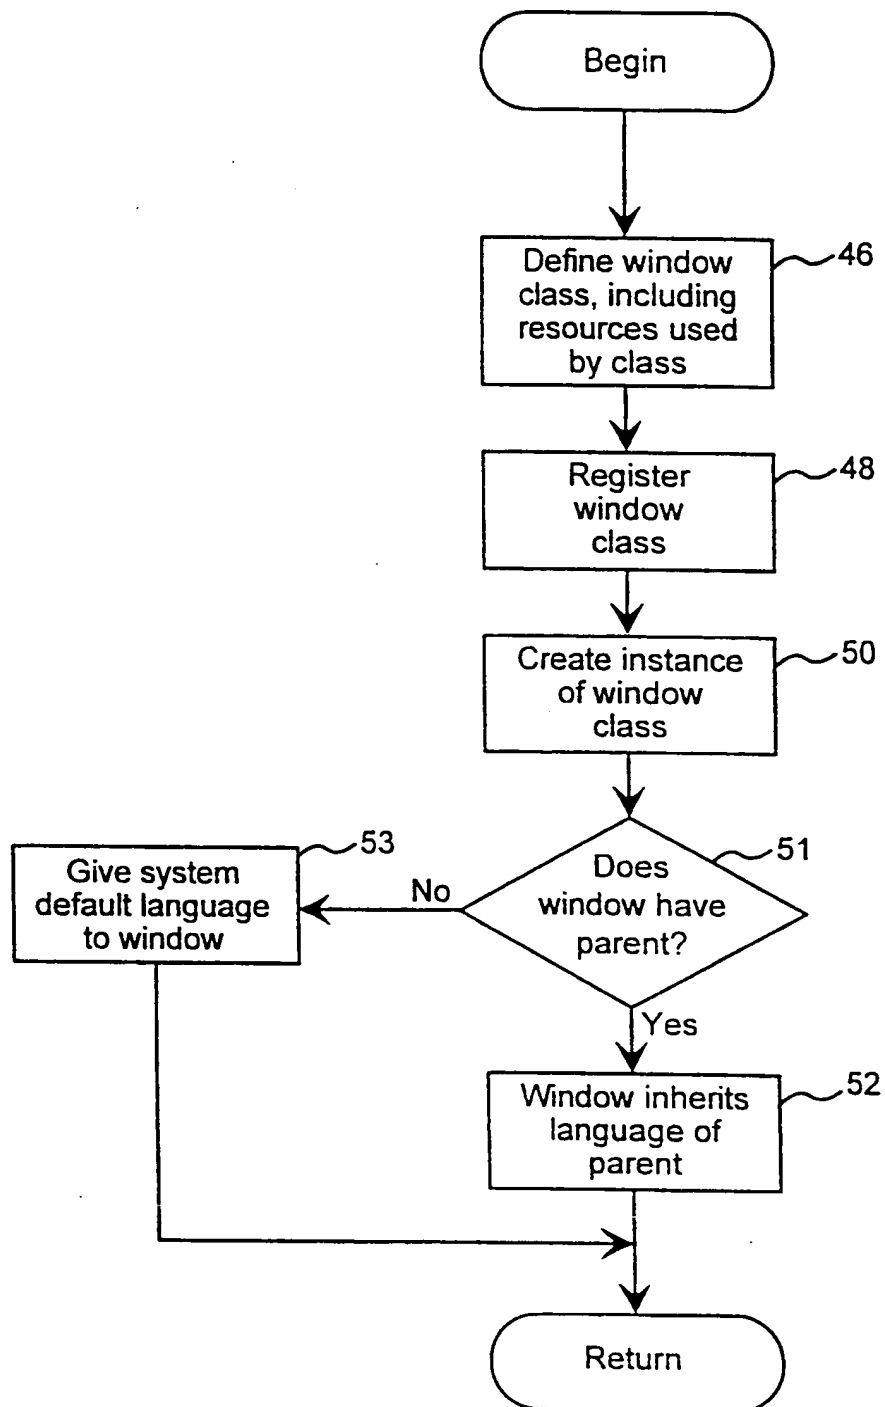 Begin
Define window
class, including
resources used
by class
46
Register
window
class
48
Create instance
of window
class
50
Does
window have
parent?
51
No
Give system
default language
to window
53
Yes
Window inherits
language of
parent
52
Return